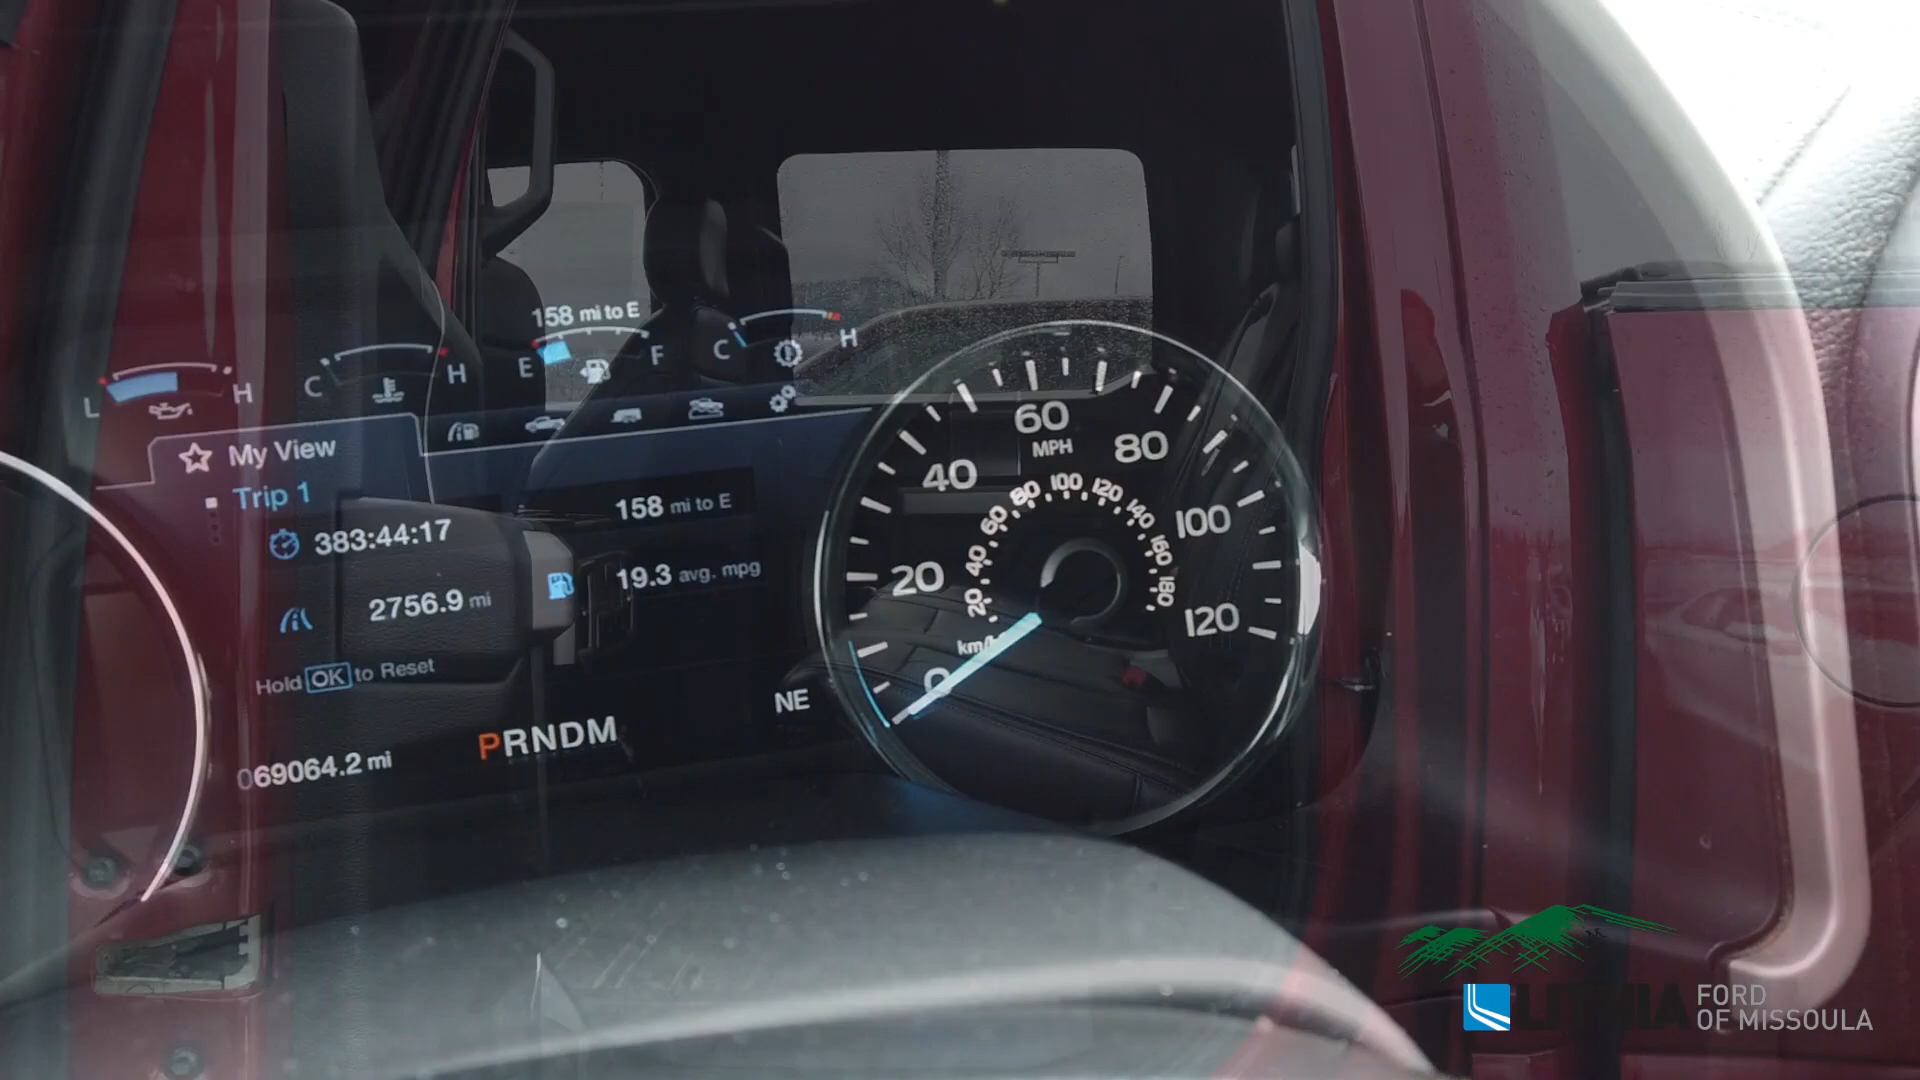 158 mi to E
L H
C H
E F
C H
My View
Trip 1
383:44:17
158 mi to E
2756.9 mi
19.3 avg. mpg
Hold OK to Reset
NE
PRNDM
069064.2 mi
0 20 40 60 80 100 120
MPH
20 40 60 80 100 120 140 160 180
km/h
LITHIA
FORD
OF MISSOULA